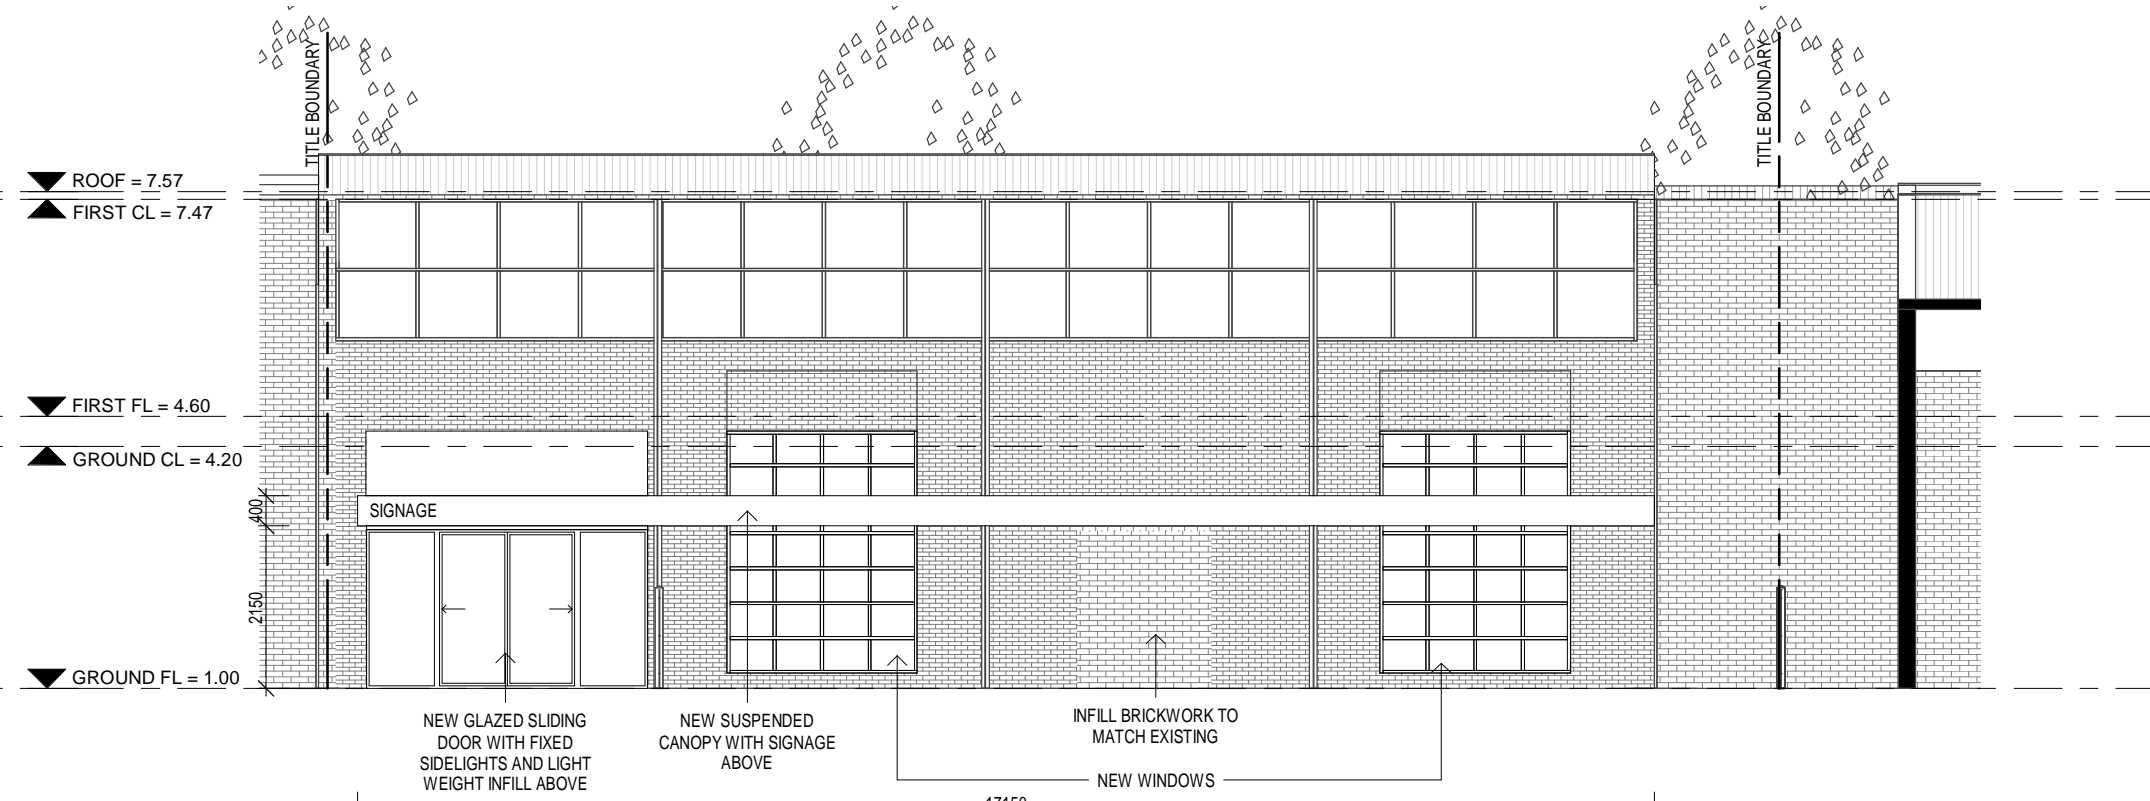 TITLE BOUNDARY
TITLE BOUNDARY
ROOF = 7.57
FIRST CL = 7.47
FIRST FL = 4.60
GROUND CL = 4.20
400
SIGNAGE
2150
GROUND FL = 1.00
NEW GLAZED SLIDING
DOOR WITH FIXED
SIDELIGHTS AND LIGHT
WEIGHT INFILL ABOVE
NEW SUSPENDED
CANOPY WITH SIGNAGE
ABOVE
INFILL BRICKWORK TO
MATCH EXISTING
NEW WINDOWS
17150